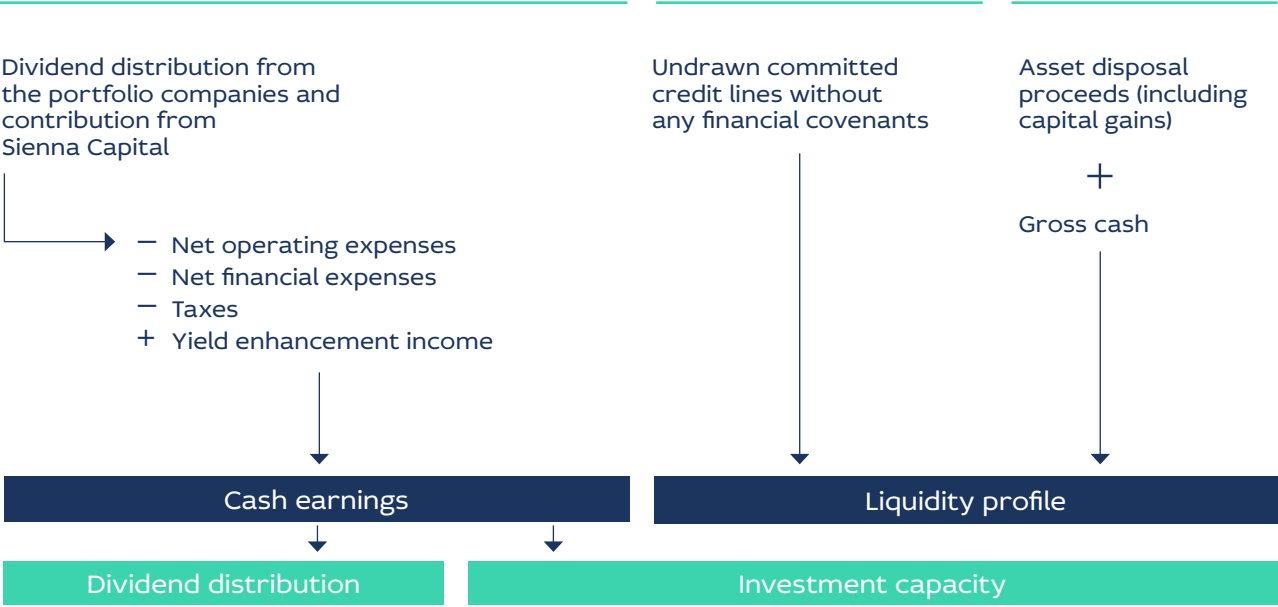 Dividend distribution from
the portfolio companies and
contribution from
Sienna Capital
— Net operating expenses
— Net financial expenses
— Taxes
+ Yield enhancement income
Undrawn committed
credit lines without
any financial covenants
Asset disposal
proceeds (including
capital gains)
+
Gross cash
Cash earnings
Liquidity profile
Dividend distribution
Investment capacity